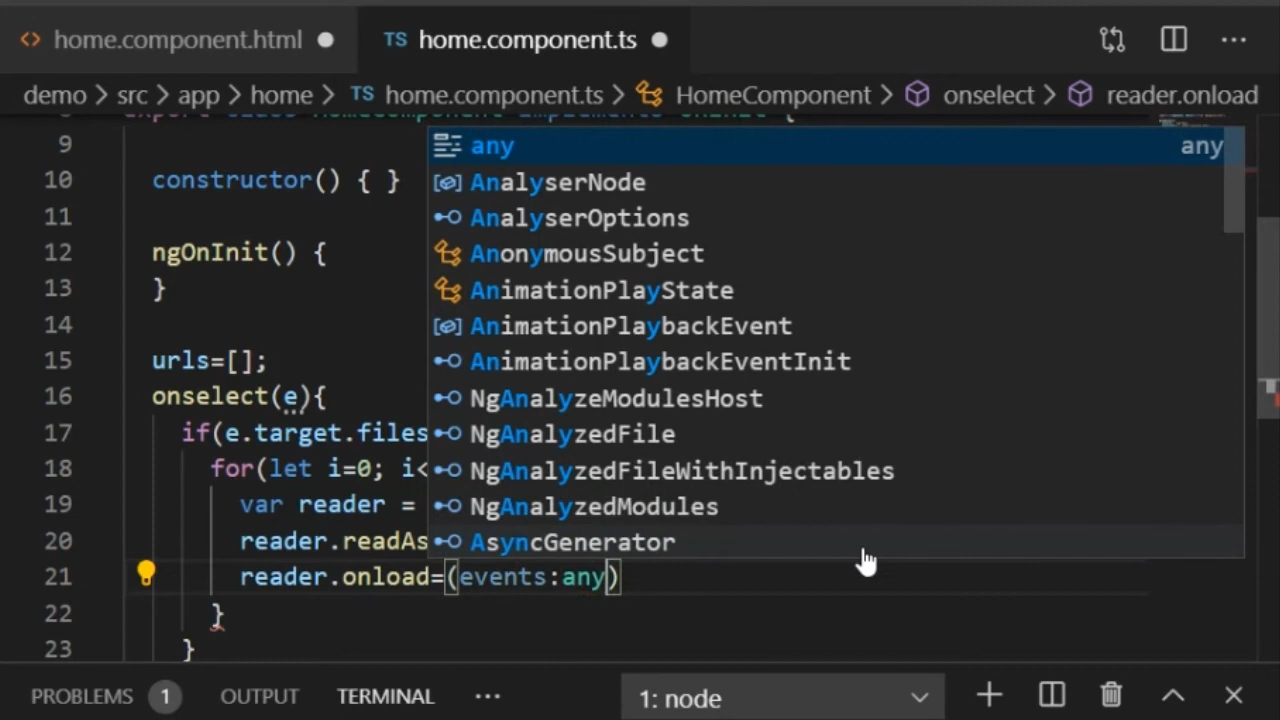 home.component.html
TS home.component.ts
demo > src > app > home > TS home.component.ts > HomeComponent > onselect > reader.onload
9
10 constructor() { }
11
12 ngOnInit() {
13 }
14
15 urls=[];
16 onselect(e){
17 if(e.target.files
18 for(let i=0; i<
19 var reader =
20 reader.readAs
21 reader.onload=(events:any)
22 }
23 }
any any
AnalyserNode
AnalyserOptions
AnonymousSubject
AnimationPlayState
AnimationPlaybackEvent
AnimationPlaybackEventInit
NgAnalyzeModulesHost
NgAnalyzedFile
NgAnalyzedFileWithInjectables
NgAnalyzedModules
AsyncGenerator
PROBLEMS 1 OUTPUT TERMINAL ··· 1: node